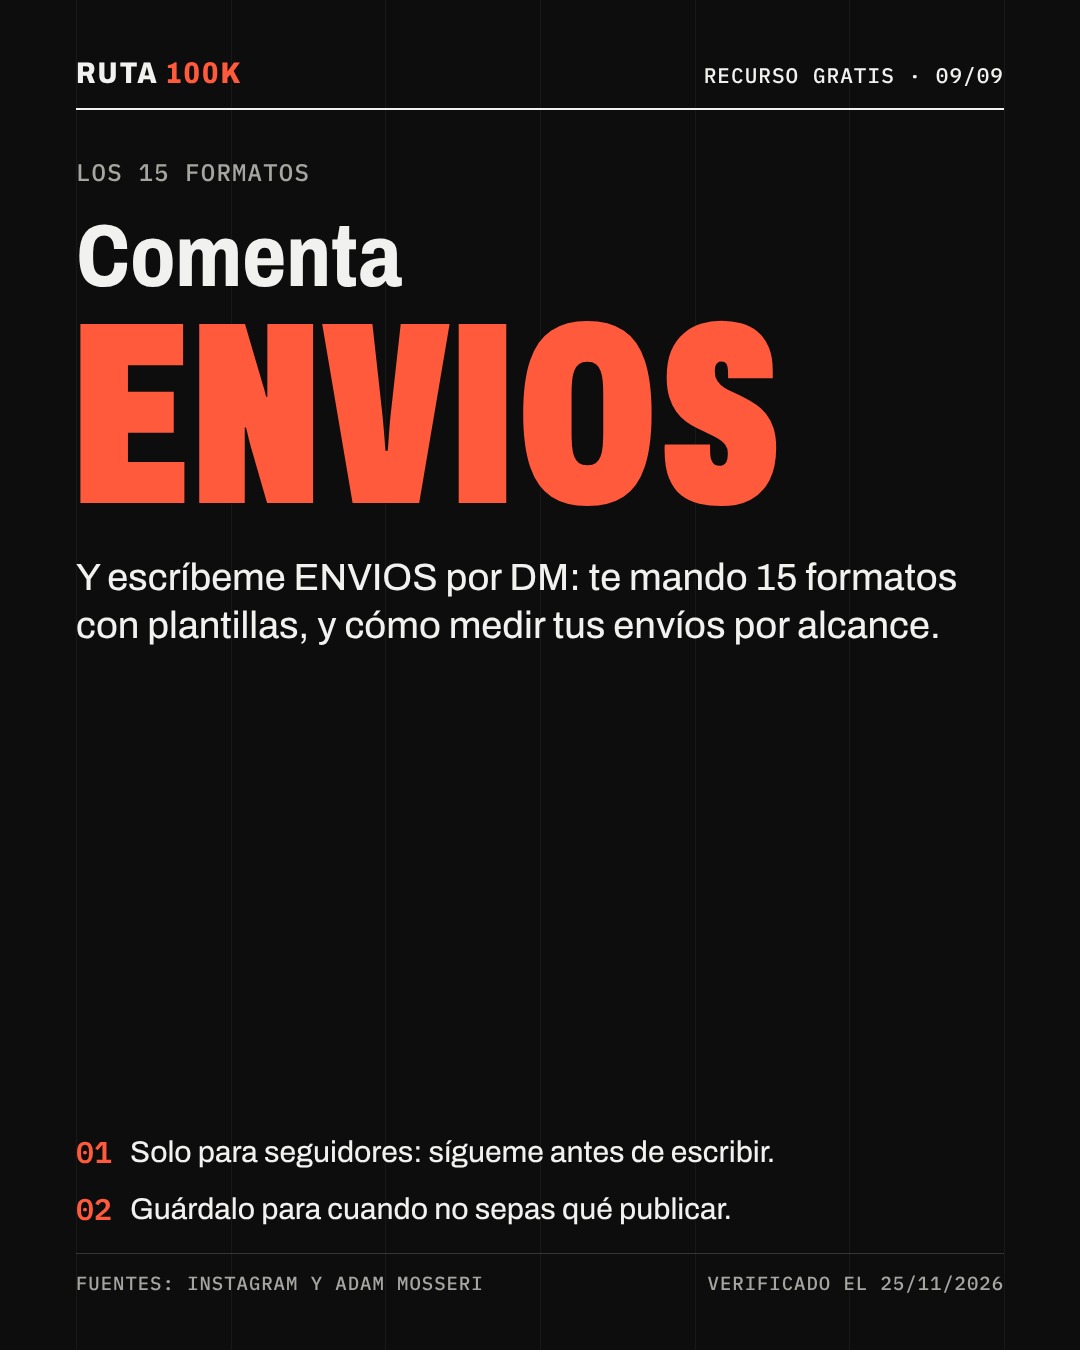 RUTA 100K
RECURSO GRATIS · 09/09
LOS 15 FORMATOS
Comenta
ENVIOS
Y escríbeme ENVIOS por DM: te mando 15 formatos
con plantillas, y cómo medir tus envíos por alcance.
01 Solo para seguidores: sígueme antes de escribir.
02 Guárdalo para cuando no sepas qué publicar.
FUENTES: INSTAGRAM Y ADAM MOSSERI
VERIFICADO EL 25/11/2026